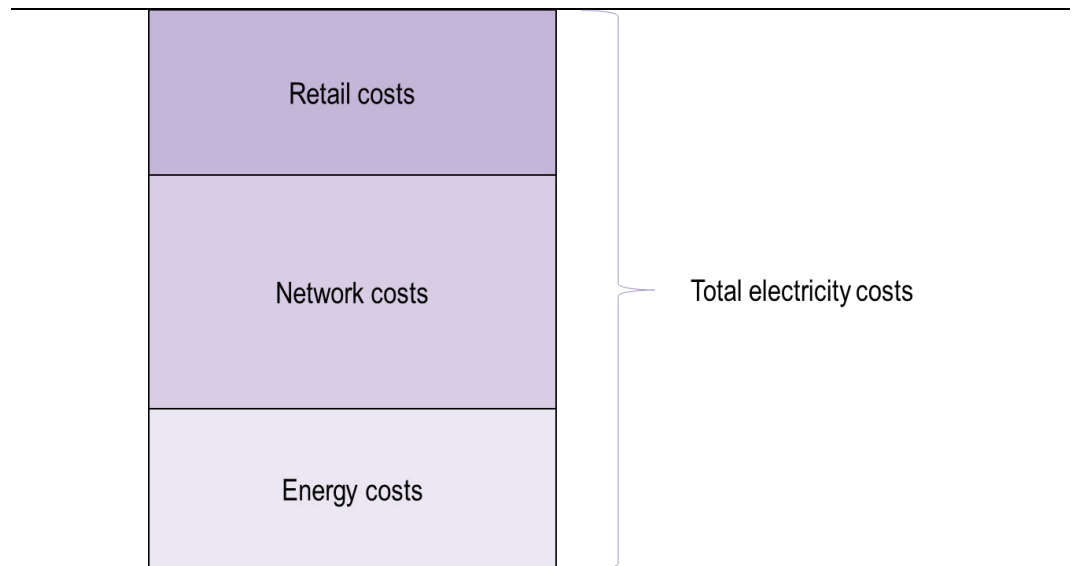 Retail costs
Network costs
Total electricity costs
Energy costs